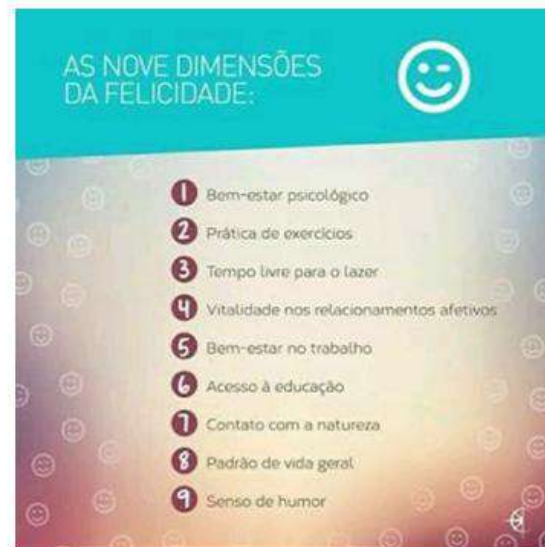 AS NOVE DIMENSÕES
DA FELICIDADE:
1 Bem-estar psicológico
2 Prática de exercícios
3 Tempo livre para o lazer
4 Vitalidade nos relacionamentos afetivos
5 Bem-estar no trabalho
6 Acesso à educação
7 Contato com a natureza
8 Padrão de vida geral
9 Senso de humor